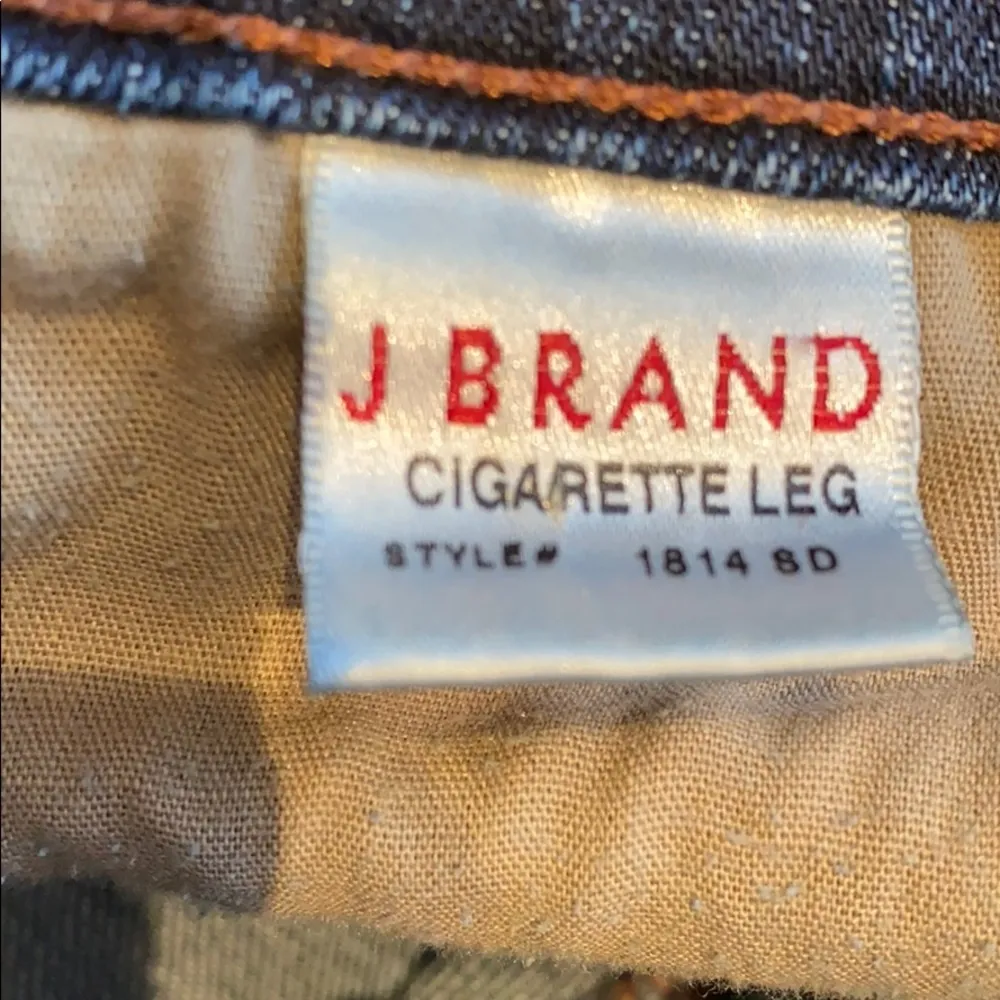 J BRAND
CIGARETTE LEG
STYLE# 1814 SD